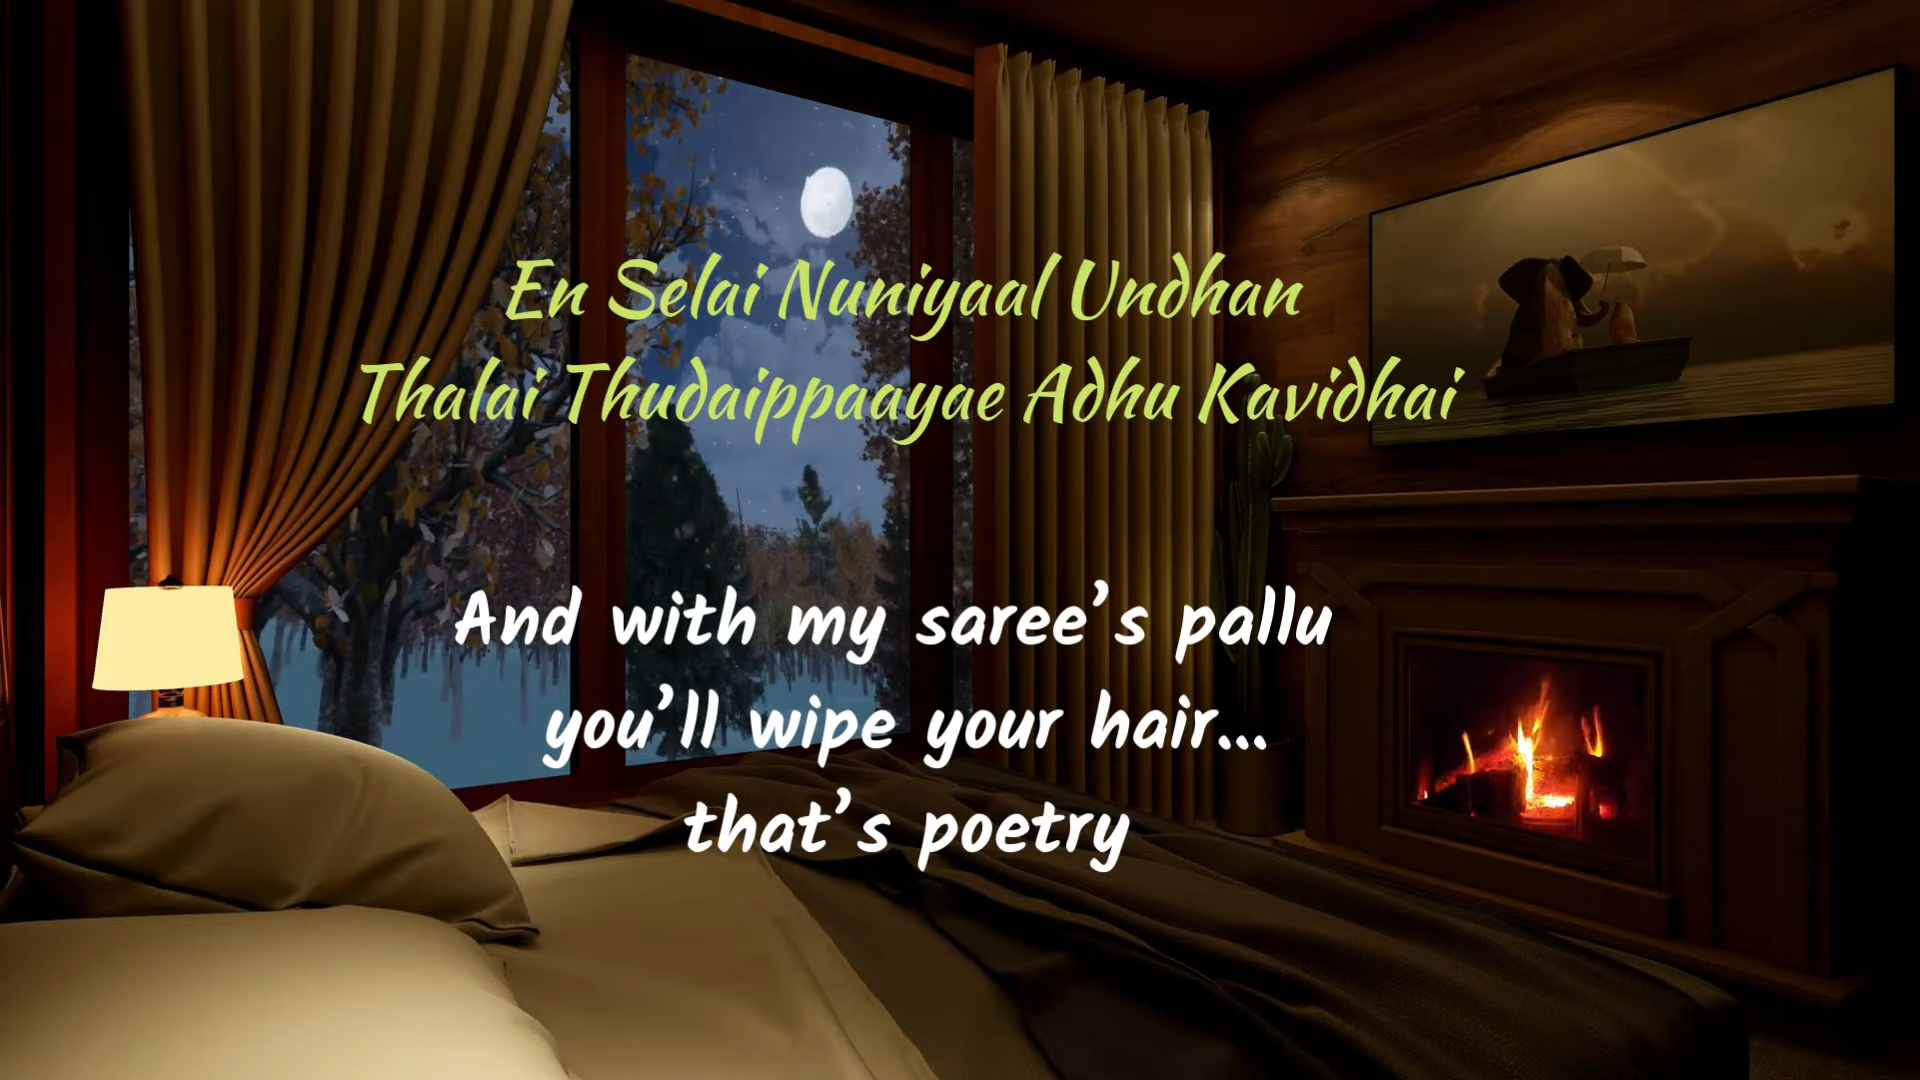 En Selai Nuniyaal Undhan
Thalai Thudaippaayae Adhu Kavidhai
And with my saree’s pallu
you’ll wipe your hair...
that’s poetry